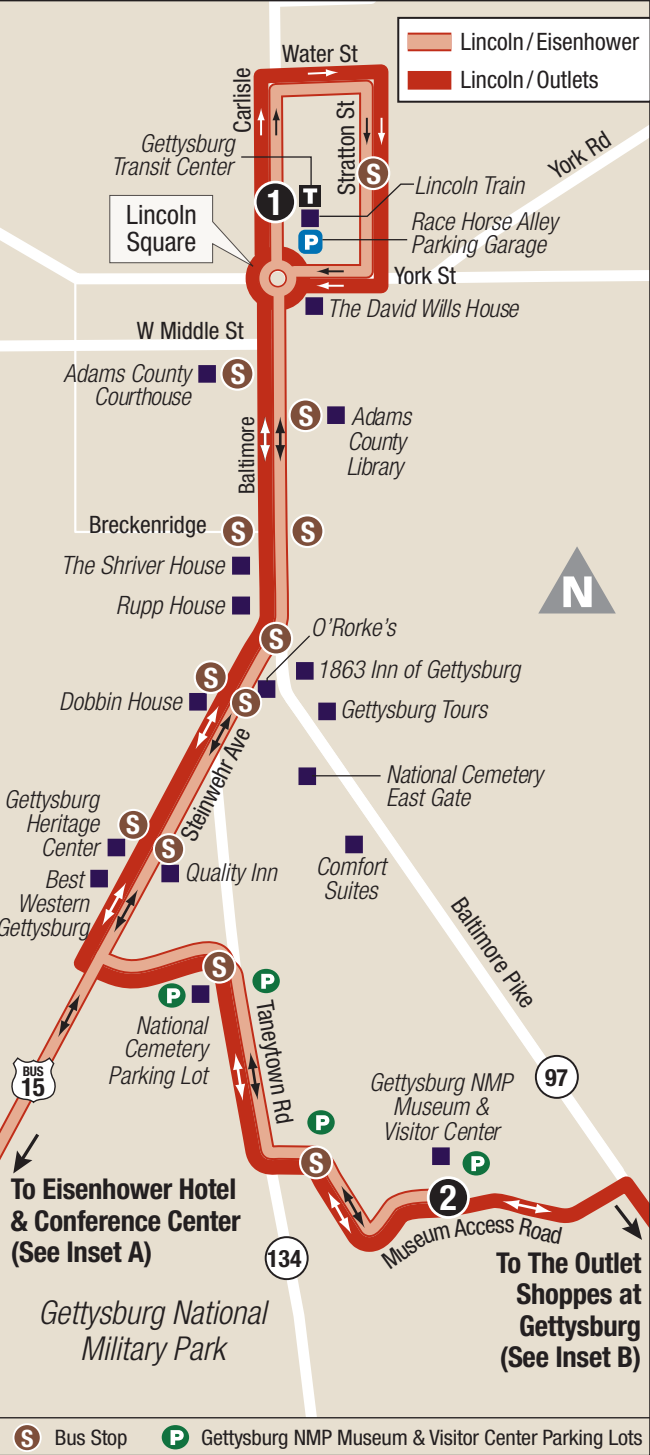 Lincoln/Eisenhower
Lincoln/Outlets
Water St
Carlisle
Stratton St
York Rd
Gettysburg
Transit Center
T
S
1
Lincoln Train
Lincoln
Square
P
Race Horse Alley
Parking Garage
York St
The David Wills House
W Middle St
Adams County
Courthouse
S
S
Adams
County
Library
Baltimore
Breckenridge
S
S
The Shriver House
Rupp House
N
S
O'Rorke's
1863 Inn of Gettysburg
S
Dobbin House
S
Gettysburg Tours
Steinwehr Ave
National Cemetery
East Gate
Gettysburg
Heritage
Center
S
S
Quality Inn
Comfort
Suites
Best
Western
Gettysburg
Baltimore Pike
S
P
P
National
Cemetery
Parking Lot
Taneytown Rd
BUS
15
97
Gettysburg NMP
Museum &
Visitor Center
P
S
P
2
Museum Access Road
To Eisenhower Hotel
& Conference Center
(See Inset A)
134
To The Outlet
Shoppes at
Gettysburg
(See Inset B)
Gettysburg National
Military Park
S Bus Stop
P Gettysburg NMP Museum & Visitor Center Parking Lots